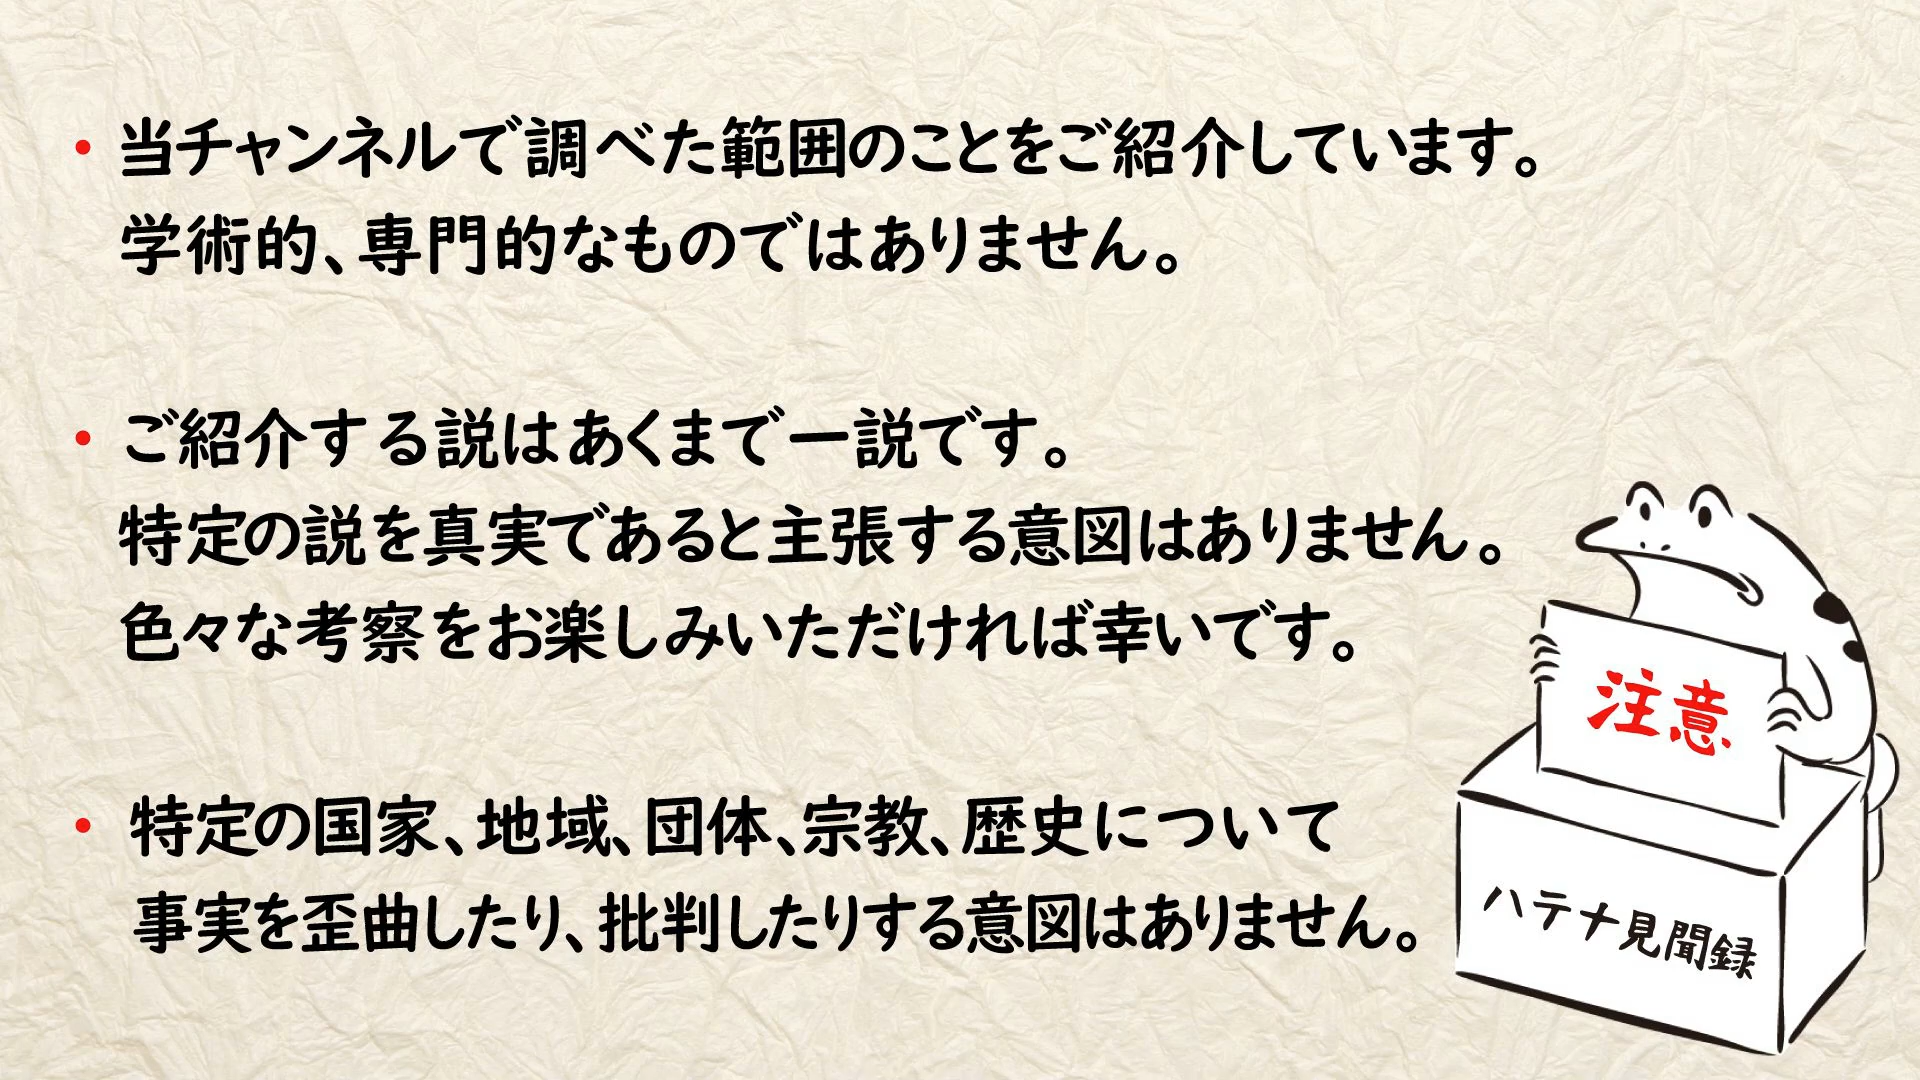 ・当チャンネルで調べた範囲のことをご紹介しています。
学術的、専門的なものではありません。
・ご紹介する説はあくまで一説です。
特定の説を真実であると主張する意図はありません。
色々な考察をお楽しみいただければ幸いです。
・特定の国家、地域、団体、宗教、歴史について
事実を歪曲したり、批判したりする意図はありません。
注意
ハテナ見聞録